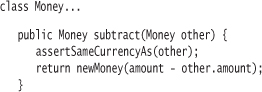 class Money...
public Money subtract(Money other) {
assertSameCurrencyAs(other);
return newMoney(amount - other.amount);
}